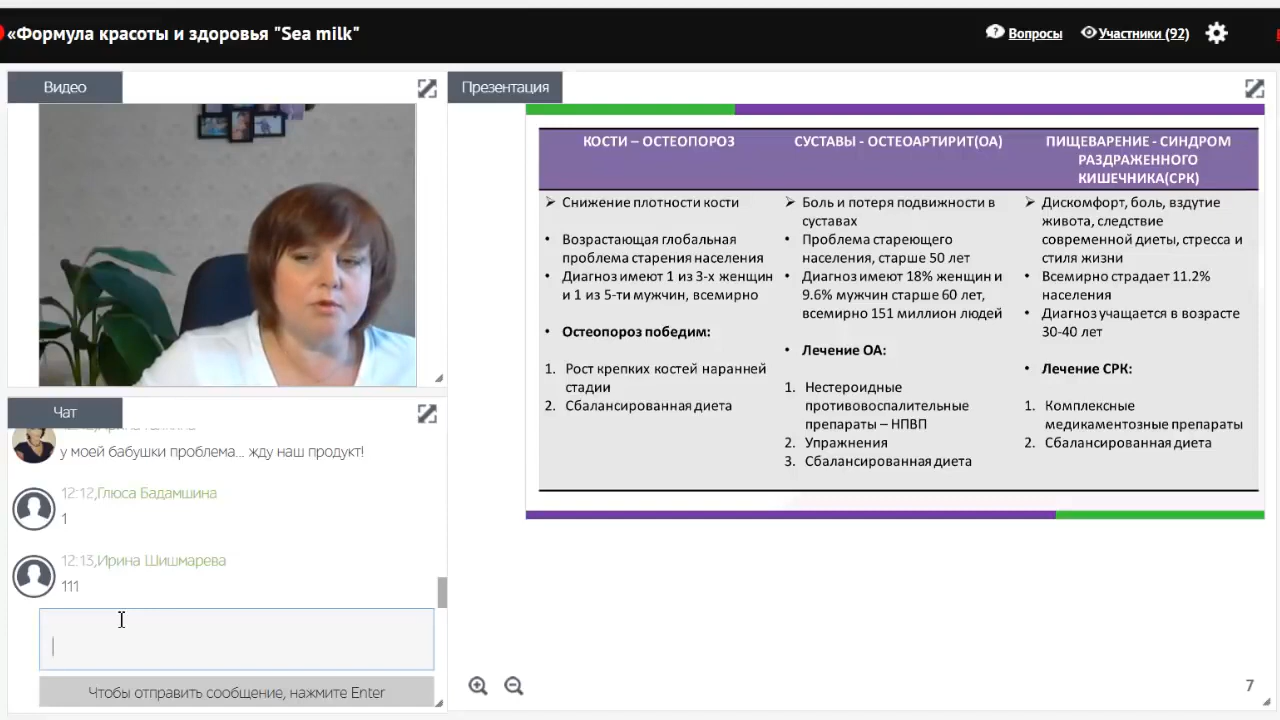 «Формула красоты и здоровья "Sea milk"
Вопросы
Участники (92)
Видео
Презентация
КОСТИ – ОСТЕОПОРОЗ
Снижение плотности кости
Возрастающая глобальная
проблема старения населения
Диагноз имеют 1 из 3-х женщин
и 1 из 5-ти мужчин, всемирно
Остеопороз победим:
1. Рост крепких костей наранней
стадии
2. Сбалансированная диета
СУСТАВЫ - ОСТЕОАРТИРИТ(ОА)
Боль и потеря подвижности в
суставах
Проблема стареющего
населения, старше 50 лет
Диагноз имеют 18% женщин и
9.6% мужчин старше 60 лет,
всемирно 151 миллион людей
Лечение ОА:
1. Нестероидные
противовоспалительные
препараты – НПВП
2. Упражнения
3. Сбалансированная диета
ПИЩЕВАРЕНИЕ - СИНДРОМ
РАЗДРАЖЕННОГО
КИШЕЧНИКА(СРК)
Дискомфорт, боль, вздутие
живота, следствие
современной диеты, стресса и
стиля жизни
Всемирно страдает 11.2%
населения
Диагноз учащается в возрасте
30-40 лет
Лечение СРК:
1. Комплексные
медикаментозные препараты
2. Сбалансированная диета
Чат
у моей бабушки проблема... жду наш продукт!
12:12,Глюса Бадамшина
1
12:13,Ирина Шишмарева
111
Чтобы отправить сообщение, нажмите Enter
7